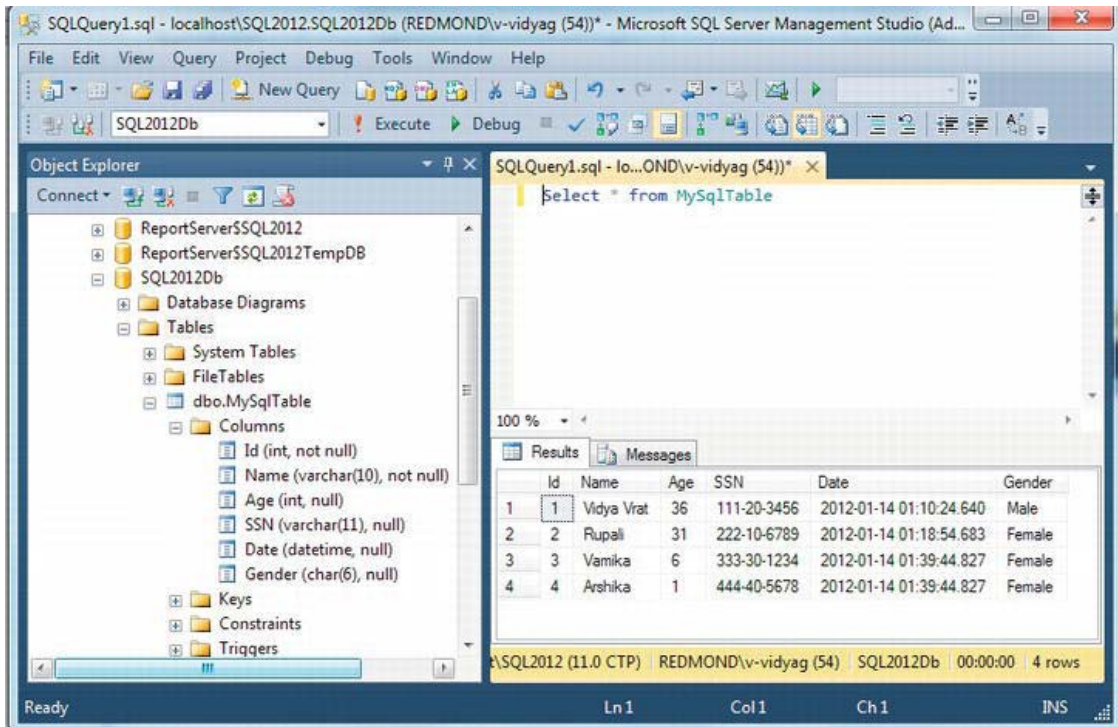 SQLQuery1.sql - localhost\SQL2012.SQL2012Db (REDMOND\v-vidyag (54))* - Microsoft SQL Server Management Studio (Ad...
File Edit View Query Project Debug Tools Window Help
New Query
SQL2012Db Execute Debug
Object Explorer
Connect
ReportServer$SQL2012
ReportServer$SQL2012TempDB
SQL2012Db
Database Diagrams
Tables
System Tables
FileTables
dbo.MySqlTable
Columns
Id (int, not null)
Name (varchar(10), not null)
Age (int, null)
SSN (varchar(11), null)
Date (datetime, null)
Gender (char(6), null)
Keys
Constraints
Triggers
SQLQuery1.sql - lo...OND\v-vidyag (54))*
Select * from MySqlTable
100 %
Results Messages
Id Name Age SSN Date Gender
1 1 Vidya Vrat 36 111-20-3456 2012-01-14 01:10:24.640 Male
2 2 Rupali 31 222-10-6789 2012-01-14 01:18:54.683 Female
3 3 Vamika 6 333-30-1234 2012-01-14 01:39:44.827 Female
4 4 Arshika 1 444-40-5678 2012-01-14 01:39:44.827 Female
t\SQL2012 (11.0 CTP) REDMOND\v-vidyag (54) SQL2012Db 00:00:00 4 rows
Ready Ln 1 Col 1 Ch 1 INS